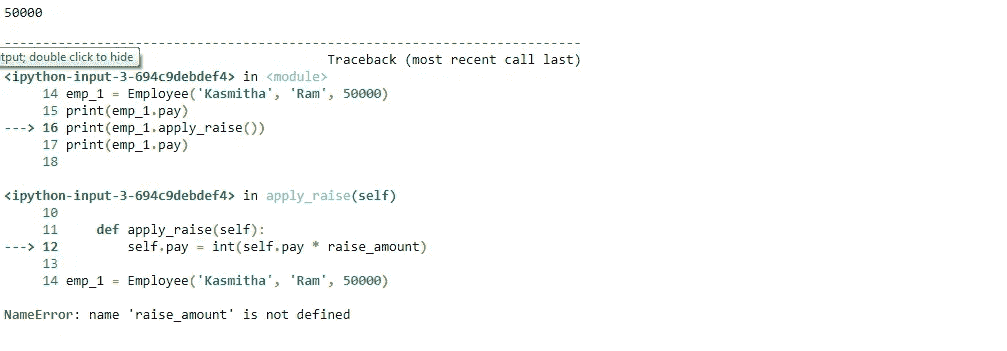 50000
---------------------------------------------------------------------------
tput; double click to hide
Traceback (most recent call last)
<ipython-input-3-694c9debdef4> in <module>
     14 emp_1 = Employee('Kasmitha', 'Ram', 50000)
     15 print(emp_1.pay)
---> 16 print(emp_1.apply_raise())
     17 print(emp_1.pay)
     18
<ipython-input-3-694c9debdef4> in apply_raise(self)
     10
     11     def apply_raise(self):
---> 12         self.pay = int(self.pay * raise_amount)
     13
     14 emp_1 = Employee('Kasmitha', 'Ram', 50000)
NameError: name 'raise_amount' is not defined